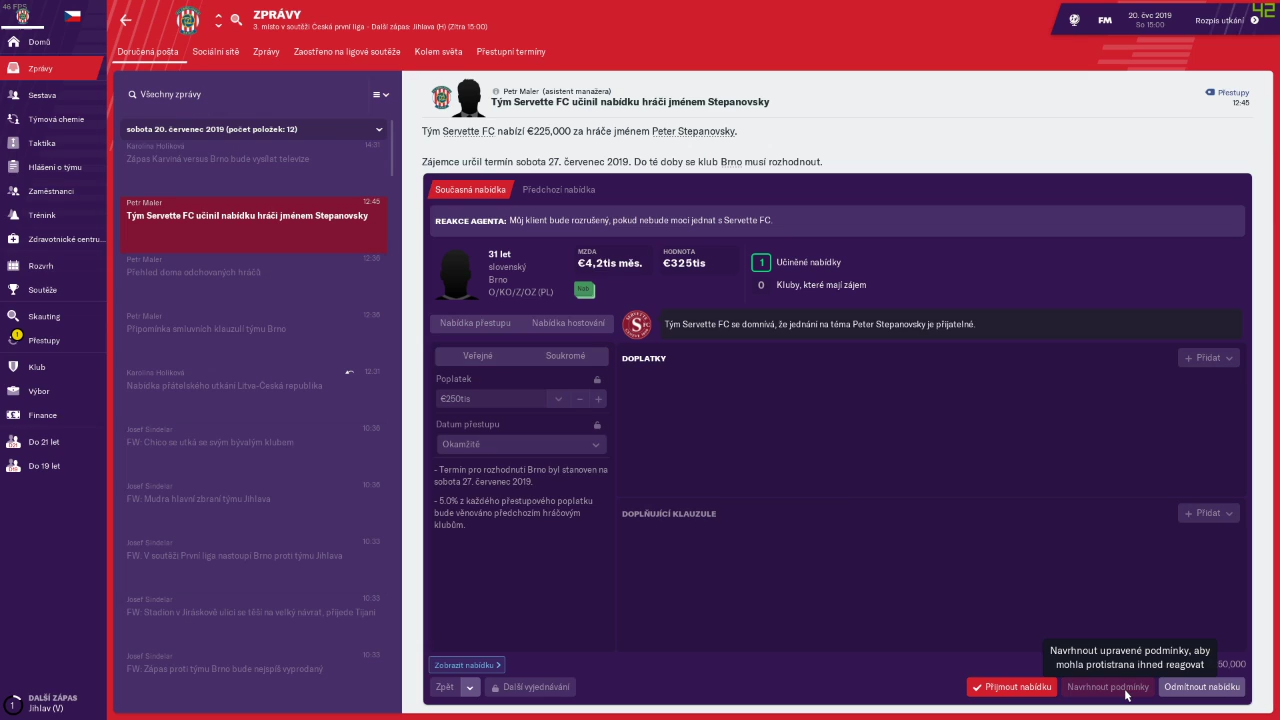 46 FPS
42
ZPRÁVY
3. místo v soutěži Česká první liga - Další zápas: Jihlava (H) (Zítra 15:00)
FM
20. čvc 2019
So 15:00
Rozpis utkání
Doručená pošta
Sociální sítě
Zprávy
Zaostřeno na ligové soutěže
Kolem světa
Přestupní termíny
Domů
Zprávy
Sestava
Týmová chemie
Taktika
Hlášení o týmu
Zaměstnanci
Trénink
Zdravotnické centru...
Rozvrh
Soutěže
Skauting
1
Přestupy
Klub
Výbor
Finance
Do 21 let
Do 19 let
1
DALŠÍ ZÁPAS
Jihlav (V)
Všechny zprávy
sobota 20. červenec 2019 (počet položek: 12)
Karolína Holíková 14:31
Zápas Karviná versus Brno bude vysílat televize
Petr Maler 12:45
Tým Servette FC učinil nabídku hráči jménem Stepanovsky
Petr Maler 12:36
Přehled doma odchovaných hráčů
Petr Maler 12:36
Připomínka smluvních klauzulí týmu Brno
Karolína Holíková 12:31
Nabídka přátelského utkání Litva-Česká republika
Josef Šindelář 10:36
FW: Chico se utká se svým bývalým klubem
Josef Šindelář 10:36
FW: Mudra hlavní zbraní týmu Jihlava
Josef Šindelář 10:33
FW: V soutěži První liga nastoupí Brno proti týmu Jihlava
Josef Šindelář 10:33
FW: Stadion v Jiráskově ulici se těší na velký návrat, přijede Tijani
Josef Šindelář 10:33
FW: Zápas proti týmu Brno bude nejspíš vyprodaný
Petr Maler (asistent manažera)
Tým Servette FC učinil nabídku hráči jménem Stepanovsky
Přestupy
12:45
Tým Servette FC nabízí €225,000 za hráče jménem Peter Stepanovsky.
Zájemce určil termín sobota 27. červenec 2019. Do té doby se klub Brno musí rozhodnout.
Současná nabídka
Předchozí nabídka
REAKCE AGENTA: Můj klient bude rozrušený, pokud nebude moci jednat s Servette FC.
31 let
slovenský
Brno
O/KO/Z/OZ (PL)
MZDA
€4,2tis měs.
HODNOTA
€325tis
Nab
1 Učiněné nabídky
0 Kluby, které mají zájem
Nabídka přestupu
Nabídka hostování
Tým Servette FC se domnívá, že jednání na téma Peter Stepanovsky je přijatelné.
Veřejné
Soukromé
Poplatek
€250tis
Datum přestupu
Okamžitě
- Termín pro rozhodnutí Brno byl stanoven na
sobota 27. červenec 2019.
- 5.0% z každého přestupového poplatku
bude věnováno předchozím hráčovým
klubům.
DOPLATKY
Přidat
DOPLŇUJÍCÍ KLAUZULE
Přidat
Navrhnout upravené podmínky, aby
mohla protistrana ihned reagovat
Zobrazit nabídku
50,000
Zpět
Další vyjednávání
Přijmout nabídku
Navrhnout podmínky
Odmítnout nabídku